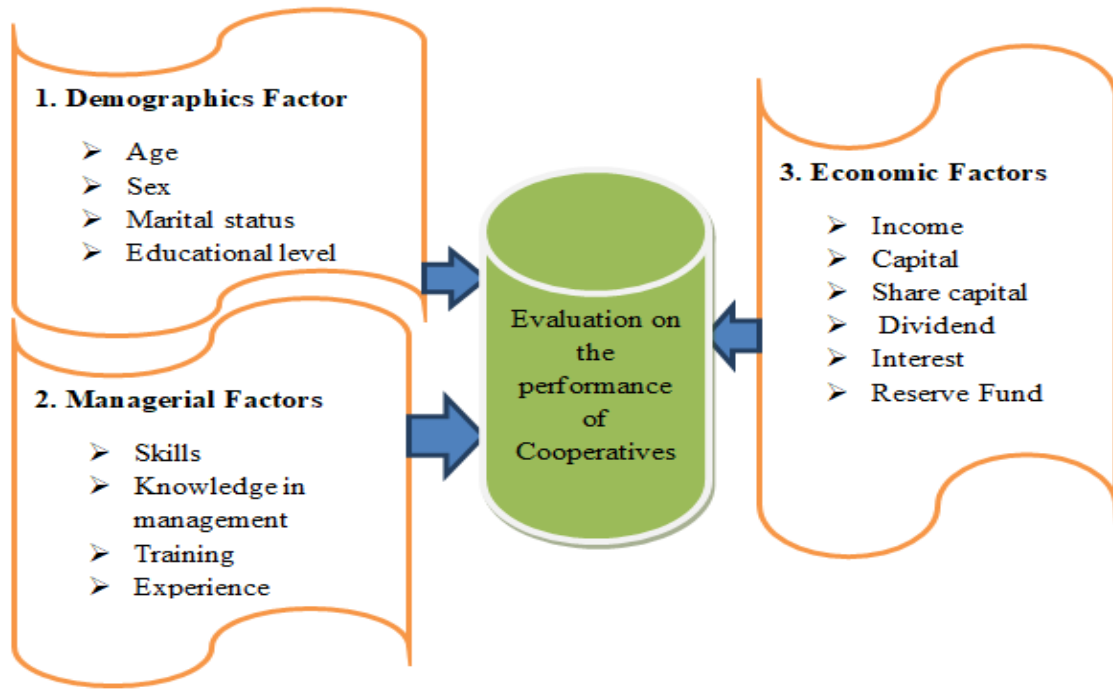 1. Demographics Factor
➢ Age
➢ Sex
➢ Marital status
➢ Educational level
2. Managerial Factors
➢ Skills
➢ Knowledge in
management
➢ Training
➢ Experience
Evaluation on
the
performance
of
Cooperatives
3. Economic Factors
➢ Income
➢ Capital
➢ Share capital
➢ Dividend
➢ Interest
➢ Reserve Fund